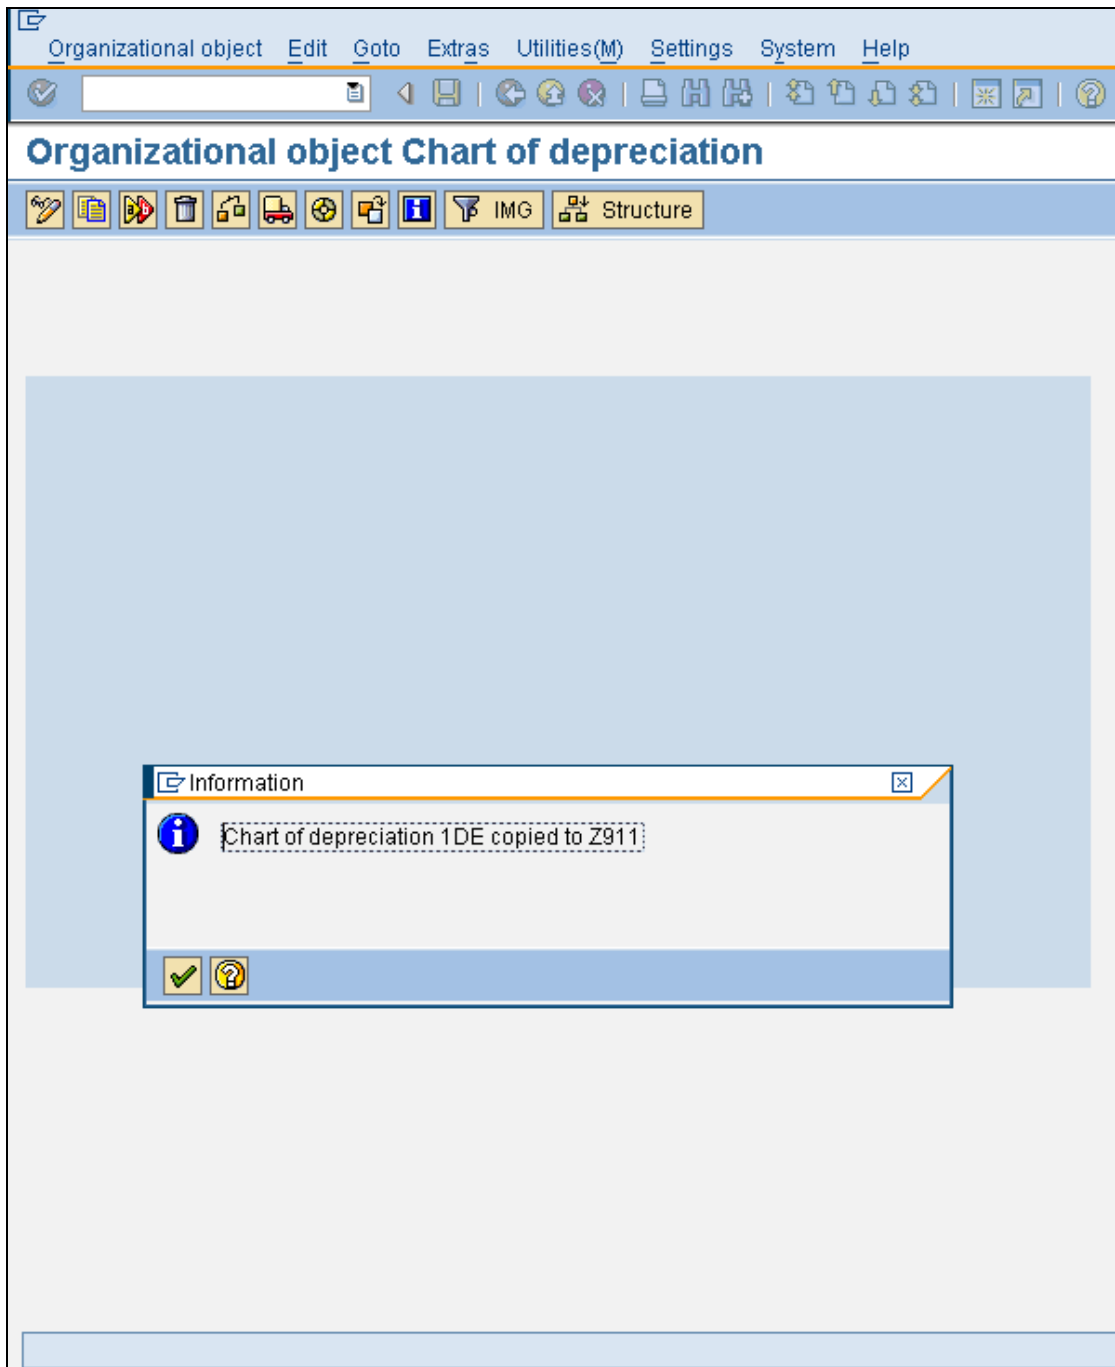 Organizational object Edit Goto Extras Utilities(M) Settings System Help
Organizational object Chart of depreciation
IMG Structure
Information
Chart of depreciation 1DE copied to Z911